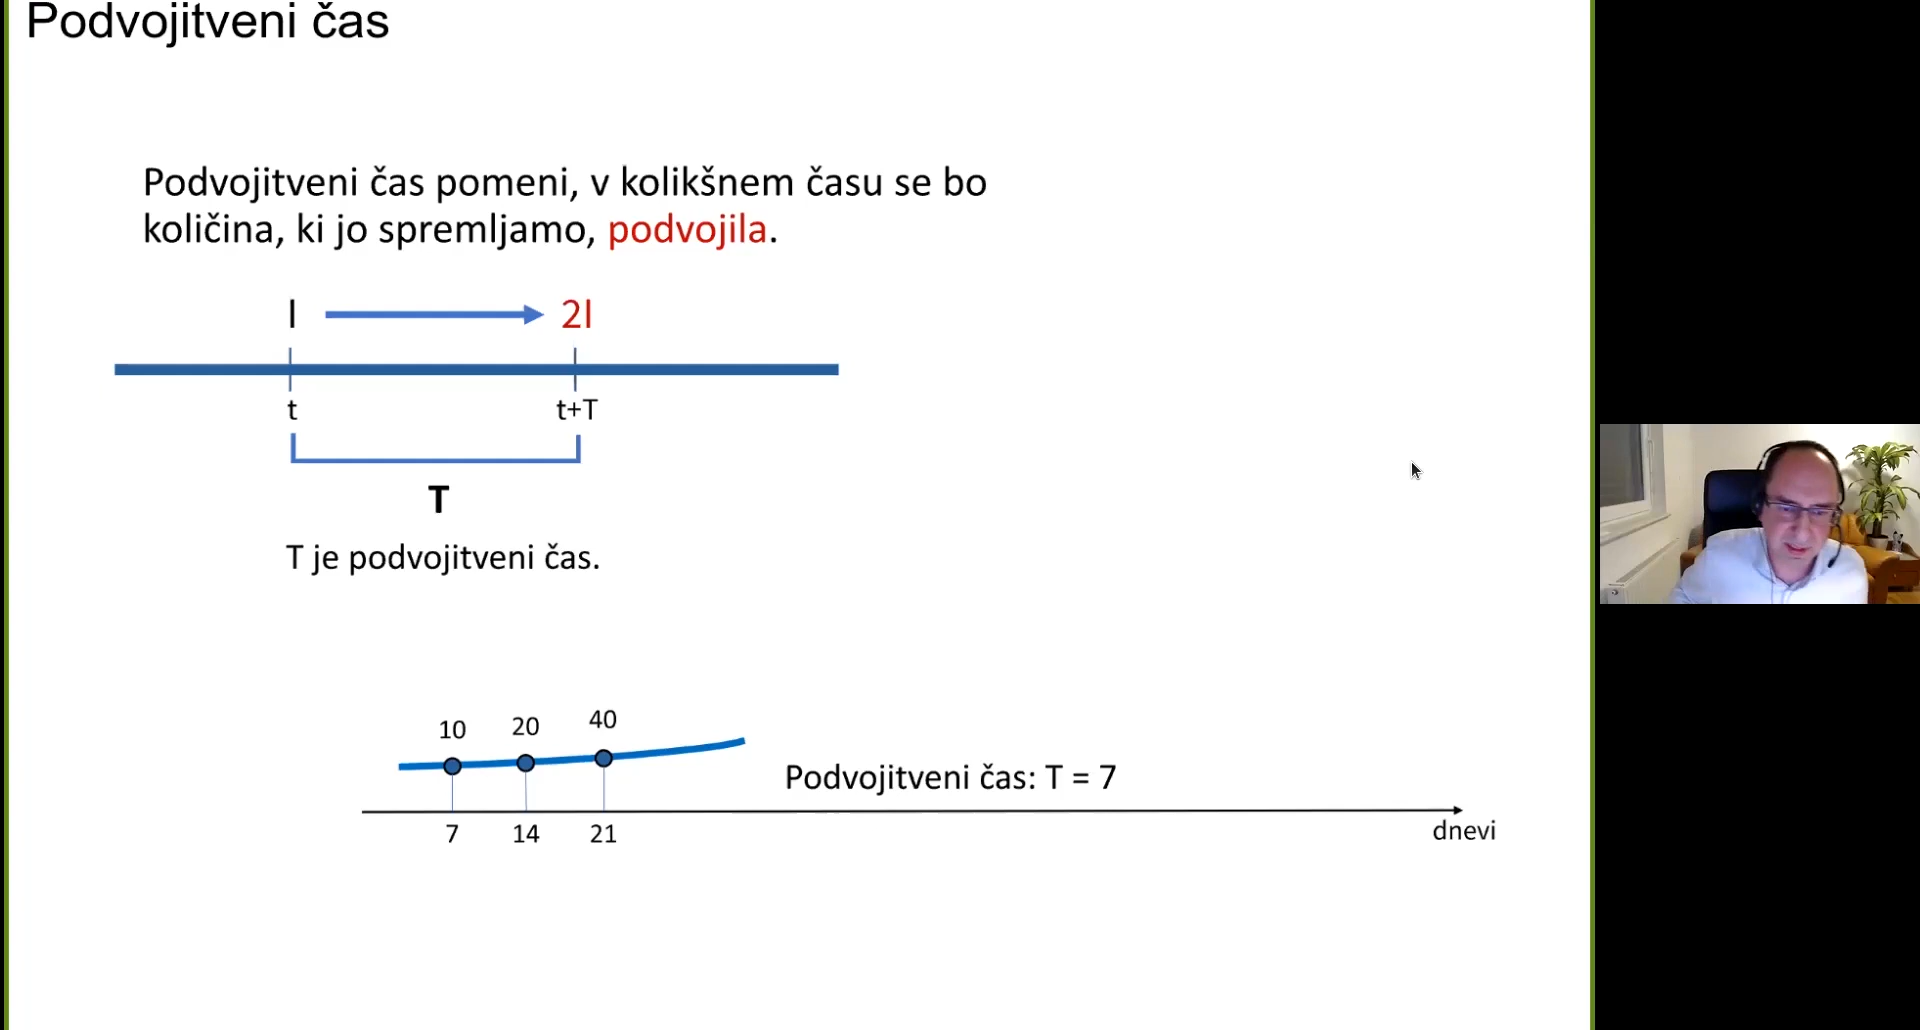 Podvojitveni čas
Podvojitveni čas pomeni, v kolikšnem času se bo
količina, ki jo spremljamo, podvojila.
I 2I
t t+T
T
T je podvojitveni čas.
10 20 40
Podvojitveni čas: T = 7
7 14 21 dnevi